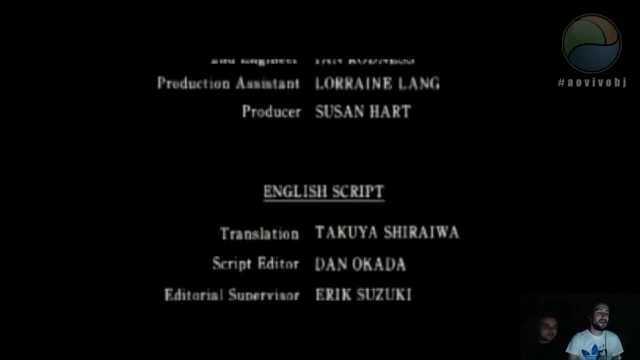 #aovivobj
Production Assistant LORRAINE LANG
Producer SUSAN HART
ENGLISH SCRIPT
Translation TAKUYA SHIRAIWA
Script Editor DAN OKADA
Editorial Supervisor ERIK SUZUKI